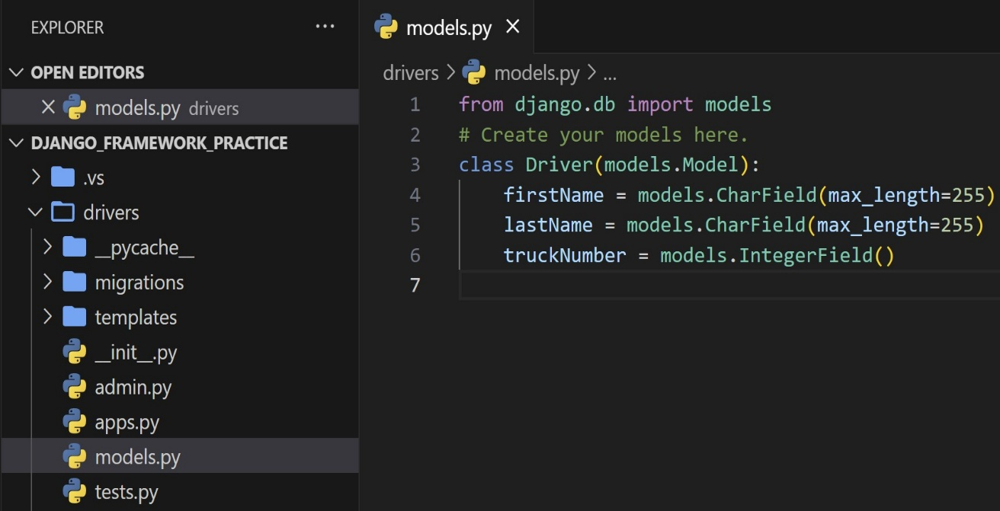 EXPLORER ...
OPEN EDITORS
models.py drivers
DJANGO_FRAMEWORK_PRACTICE
.vs
drivers
__pycache__
migrations
templates
__init__.py
admin.py
apps.py
models.py
tests.py
models.py
drivers > models.py > ...
1 from django.db import models
2 # Create your models here.
3 class Driver(models.Model):
4     firstName = models.CharField(max_length=255)
5     lastName = models.CharField(max_length=255)
6     truckNumber = models.IntegerField()
7